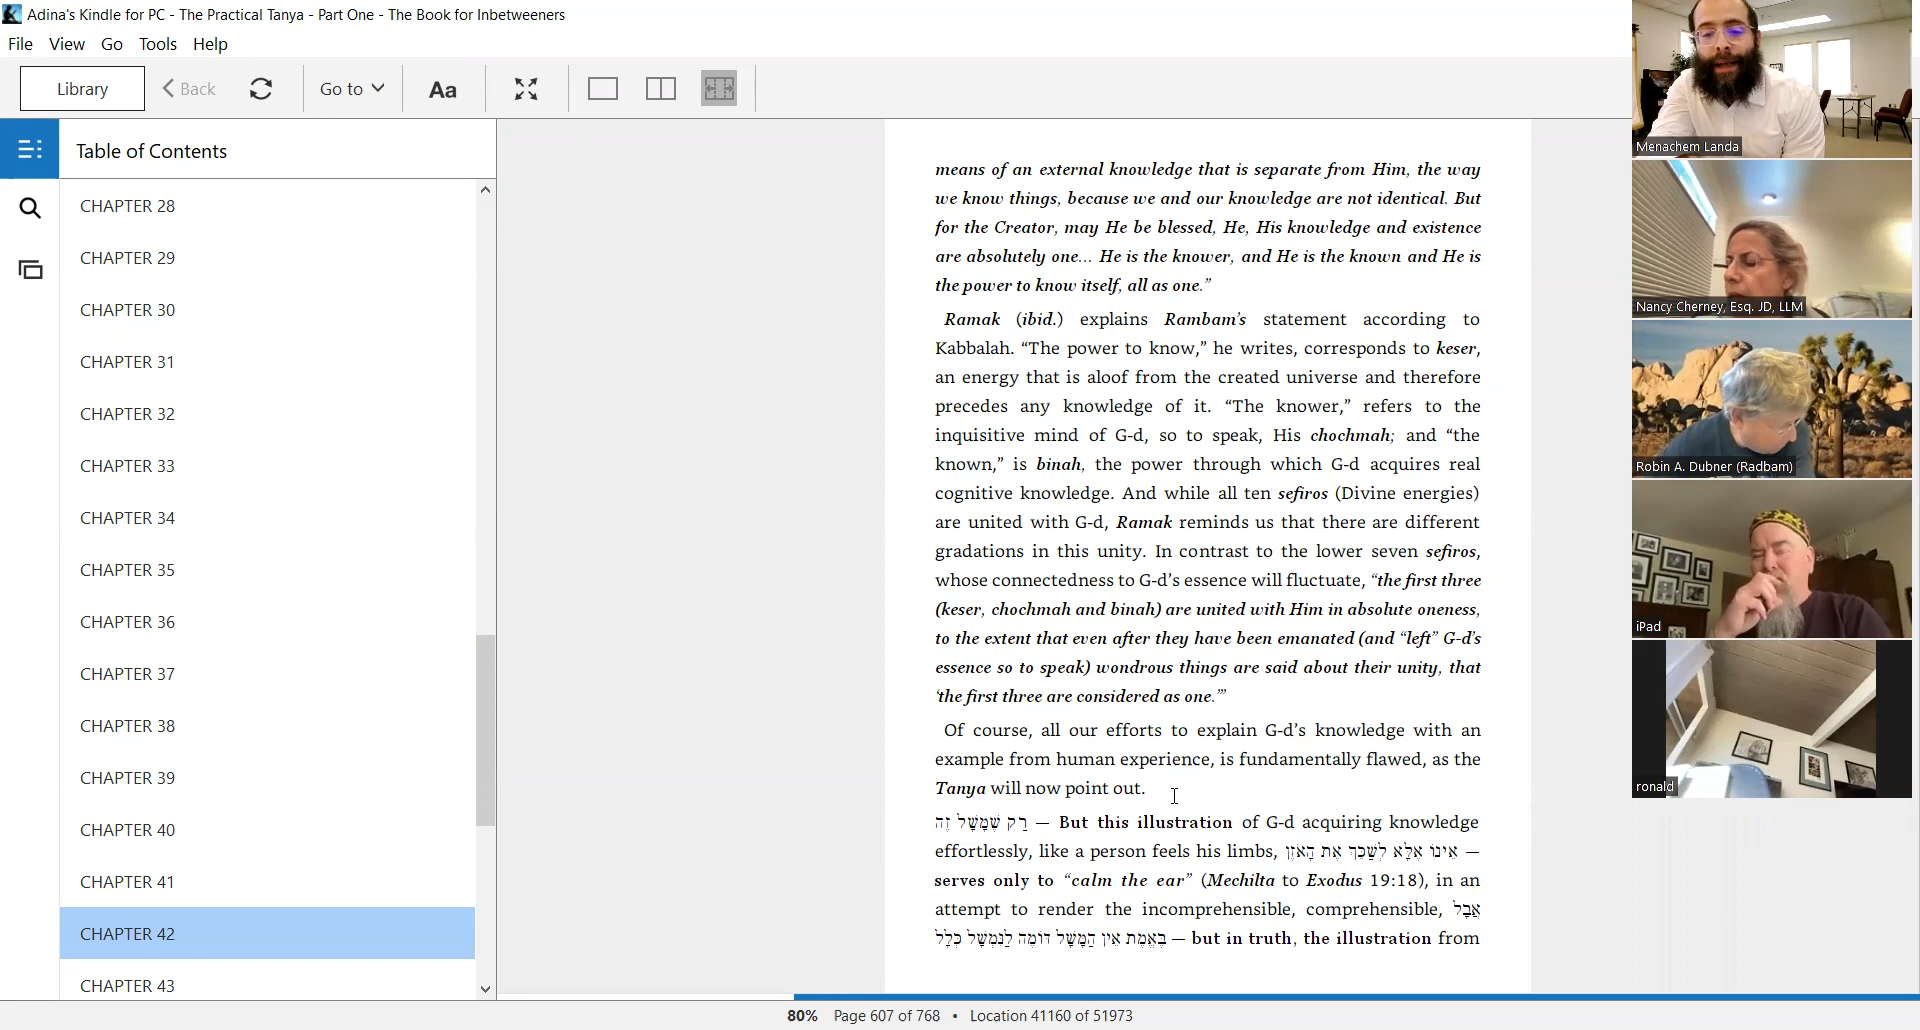 Adina's Kindle for PC - The Practical Tanya - Part One - The Book for Inbetweeners
File View Go Tools Help
Library Back Go to Aa
Table of Contents
CHAPTER 28
CHAPTER 29
CHAPTER 30
CHAPTER 31
CHAPTER 32
CHAPTER 33
CHAPTER 34
CHAPTER 35
CHAPTER 36
CHAPTER 37
CHAPTER 38
CHAPTER 39
CHAPTER 40
CHAPTER 41
CHAPTER 42
CHAPTER 43
means of an external knowledge that is separate from Him, the way
we know things, because we and our knowledge are not identical. But
for the Creator, may He be blessed, He, His knowledge and existence
are absolutely one... He is the knower, and He is the known and He is
the power to know itself, all as one.”
Ramak (ibid.) explains Rambam’s statement according to
Kabbalah. “The power to know,” he writes, corresponds to keser,
an energy that is aloof from the created universe and therefore
precedes any knowledge of it. “The knower,” refers to the
inquisitive mind of G-d, so to speak, His chochmah; and “the
known,” is binah, the power through which G-d acquires real
cognitive knowledge. And while all ten sefiros (Divine energies)
are united with G-d, Ramak reminds us that there are different
gradations in this unity. In contrast to the lower seven sefiros,
whose connectedness to G-d’s essence will fluctuate, “the first three
(keser, chochmah and binah) are united with Him in absolute oneness,
to the extent that even after they have been emanated (and “left” G-d’s
essence so to speak) wondrous things are said about their unity, that
‘the first three are considered as one.’”
Of course, all our efforts to explain G-d’s knowledge with an
example from human experience, is fundamentally flawed, as the
Tanya will now point out.
רַק שֶׁמָּשָׁל זֶה — But this illustration of G-d acquiring knowledge
effortlessly, like a person feels his limbs, אֵינוֹ אֶלָּא לְשַׁכֵּךְ אֶת הָאֹזֶן —
serves only to “calm the ear” (Mechilta to Exodus 19:18), in an
attempt to render the incomprehensible, comprehensible, אֲבָל
בֶּאֱמֶת אֵין הַמָּשָׁל דּוֹמֶה לַנִּמְשָׁל כְּלָל — but in truth, the illustration from
80% Page 607 of 768 • Location 41160 of 51973
Menachem Landa
Nancy Cherney, Esq. JD, LLM
Robin A. Dubner (Radbam)
iPad
ronald